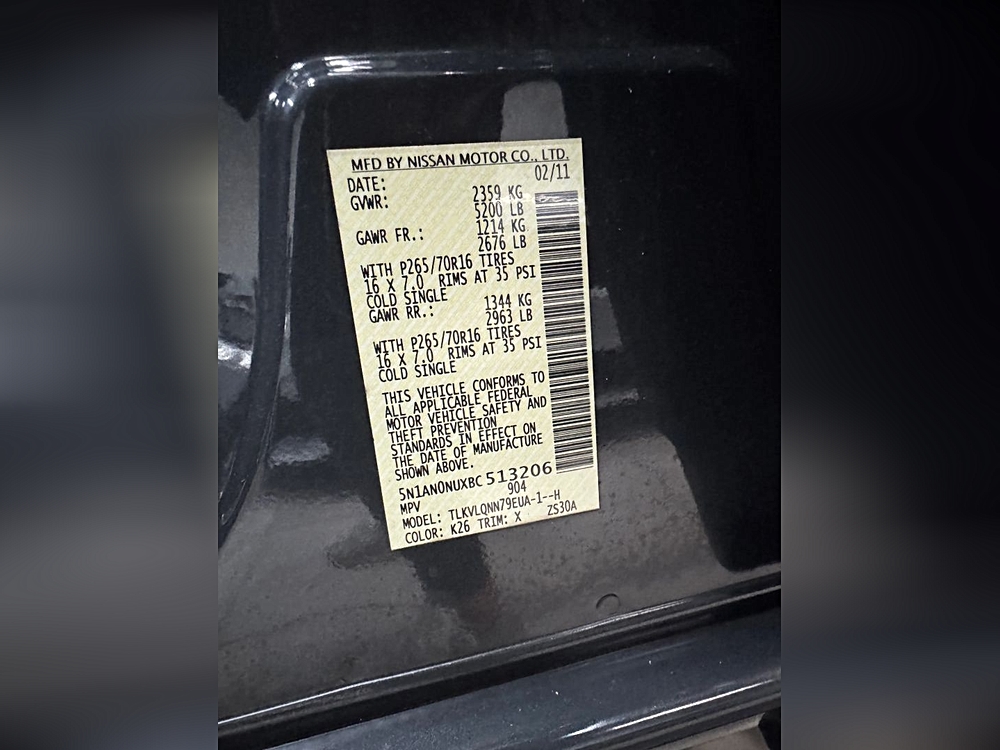 MFD BY NISSAN MOTOR CO., LTD.
DATE: 02/11
GVWR: 2359 KG
5200 LB
GAWR FR.: 1214 KG
2676 LB
WITH P265/70R16 TIRES
16 X 7.0 RIMS AT 35 PSI
COLD SINGLE
GAWR RR.: 1344 KG
2963 LB
WITH P265/70R16 TIRES
16 X 7.0 RIMS AT 35 PSI
COLD SINGLE
THIS VEHICLE CONFORMS TO
ALL APPLICABLE FEDERAL
MOTOR VEHICLE SAFETY AND
THEFT PREVENTION
STANDARDS IN EFFECT ON
THE DATE OF MANUFACTURE
SHOWN ABOVE.
5N1AN0NUXBC513206
MPV 904
MODEL: TLKVLQNN79EUA-1--H
COLOR: K26 TRIM: X ZS30A